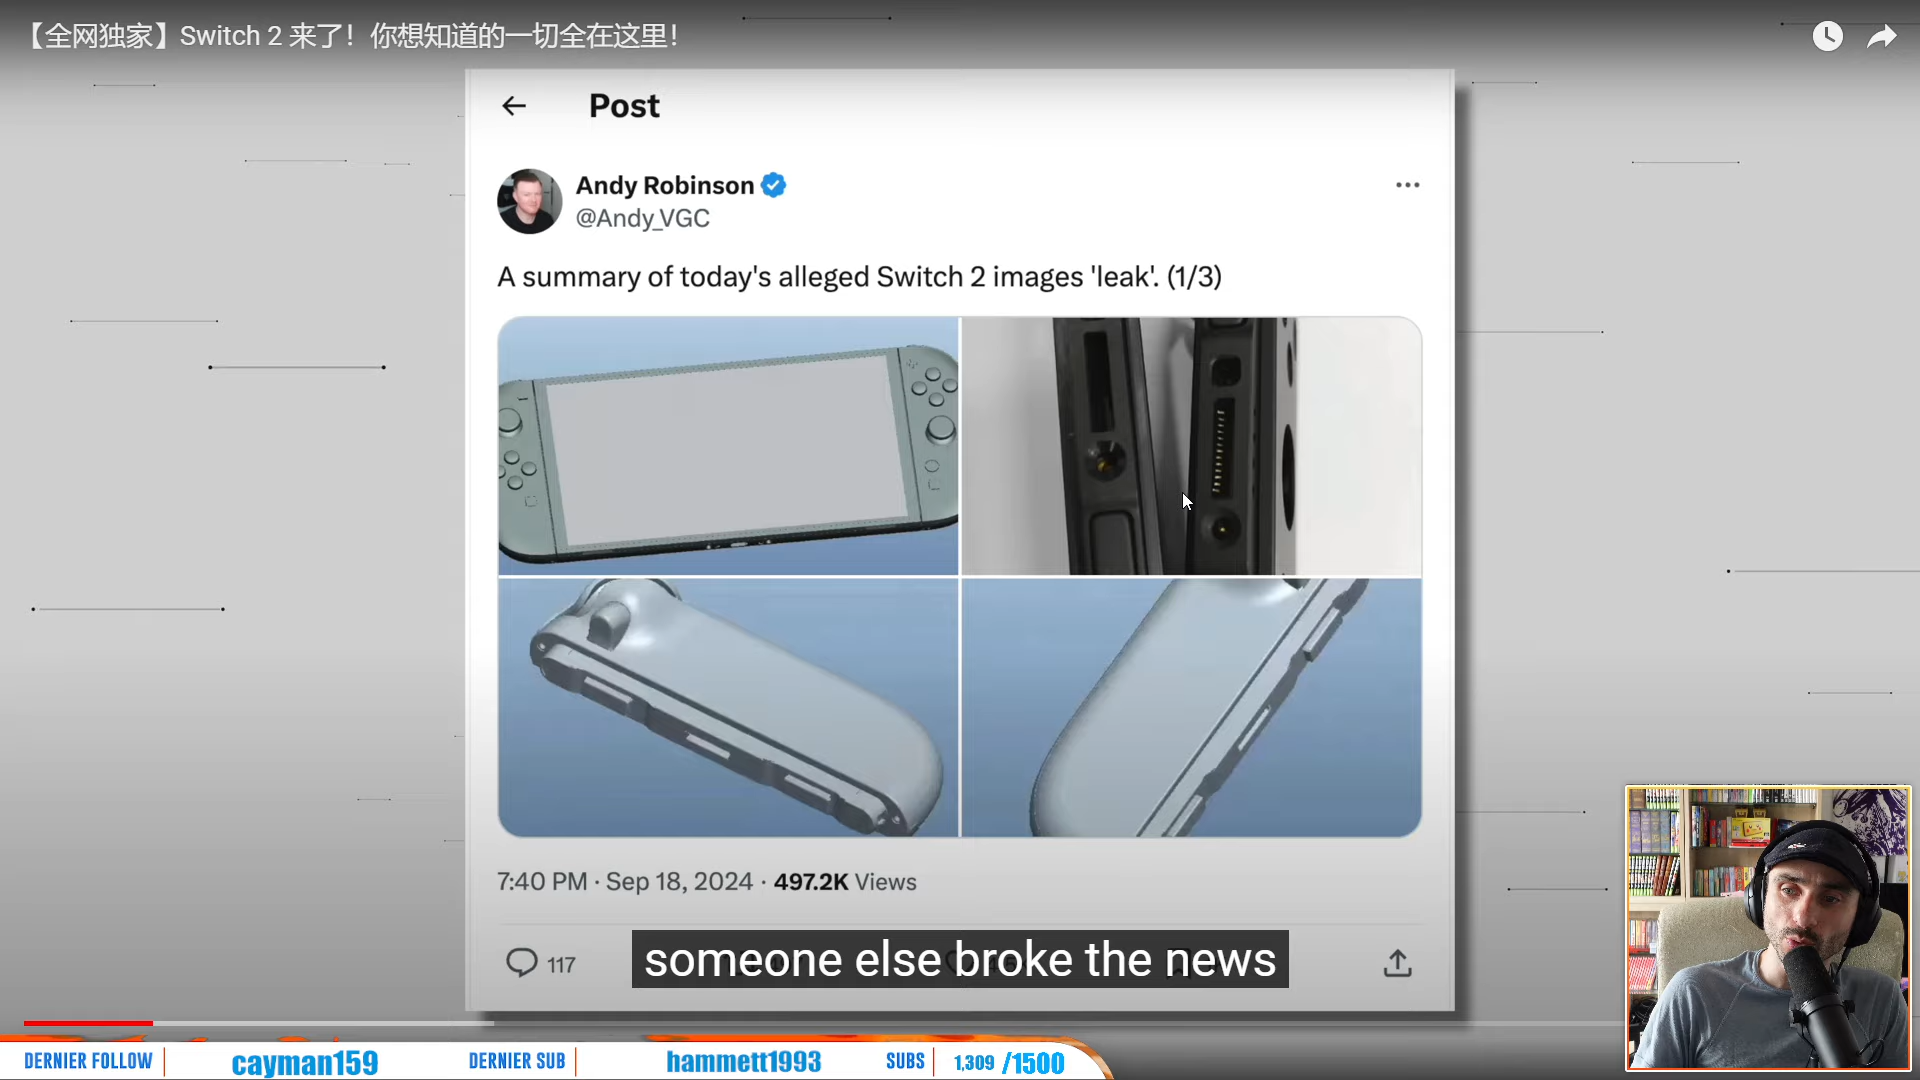 【全网独家】Switch 2 来了！你想知道的一切全在这里！
Post
Andy Robinson
@Andy_VGC
A summary of today's alleged Switch 2 images 'leak'. (1/3)
7:40 PM · Sep 18, 2024 · 497.2K Views
117
someone else broke the news
DERNIER FOLLOW
cayman159
DERNIER SUB
hammett1993
SUBS
1,309 /1500